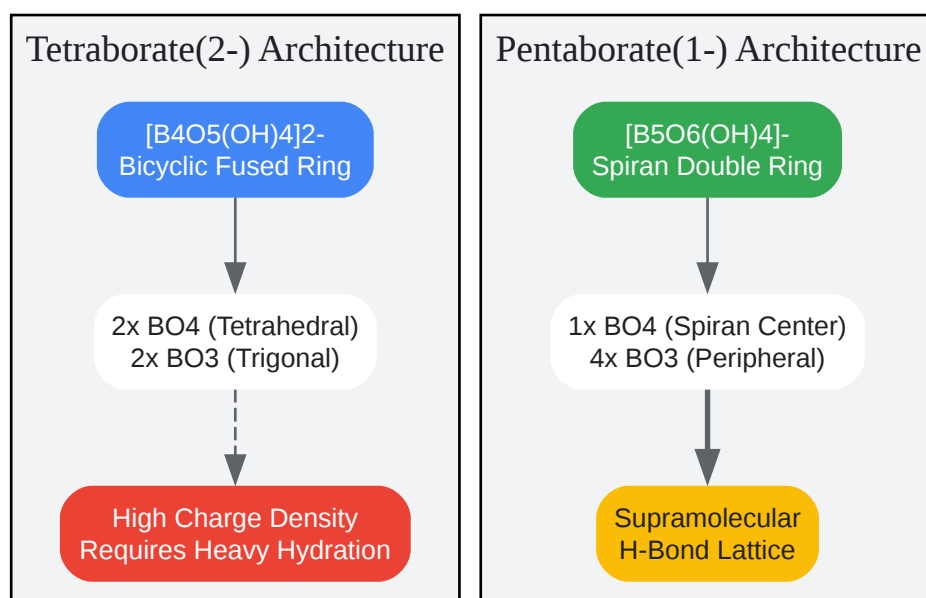 Tetraborate(2-) Architecture
[B4O5(OH)4]2-
Bicyclic Fused Ring
2x BO4 (Tetrahedral)
2x BO3 (Trigonal)
High Charge Density
Requires Heavy Hydration
Pentaborate(1-) Architecture
[B5O6(OH)4]-
Spiran Double Ring
1x BO4 (Spiran Center)
4x BO3 (Peripheral)
Supramolecular
H-Bond Lattice